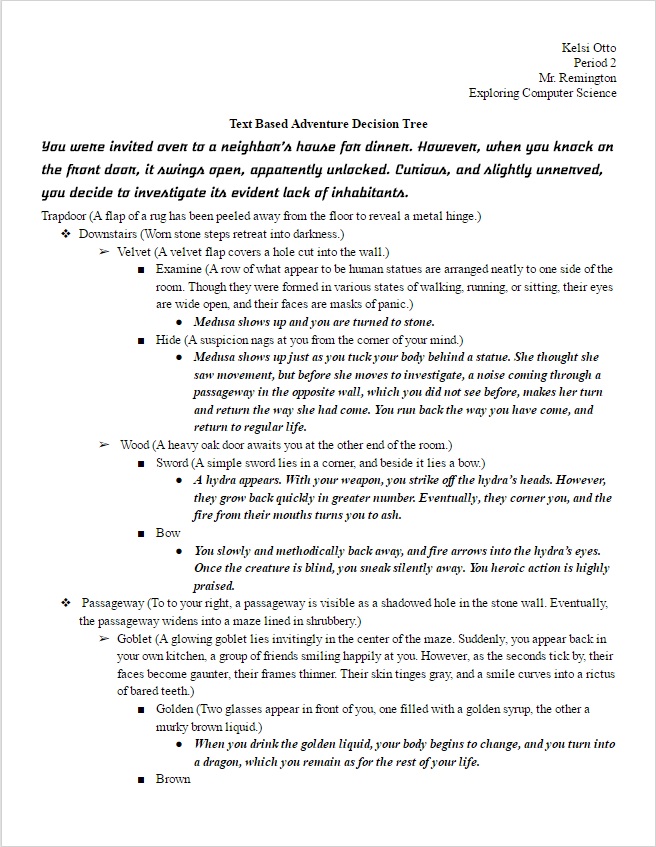 Kelsi Otto
Period 2
Mr. Remington
Exploring Computer Science
Text Based Adventure Decision Tree
You were invited over to a neighbor's house for dinner. However, when you knock on
the front door, it swings open, apparently unlocked. Curious, and slightly unnerved,
you decide to investigate its evident lack of inhabitants.
Trapdoor (A flap of a rug has been peeled away from the floor to reveal a metal hinge.)
❖ Downstairs (Worn stone steps retreat into darkness.)
➢ Velvet (A velvet flap covers a hole cut into the wall.)
■ Examine (A row of what appear to be human statues are arranged neatly to one side of the
room. Though they were formed in various states of walking, running, or sitting, their eyes
are wide open, and their faces are masks of panic.)
● Medusa shows up and you are turned to stone.
■ Hide (A suspicion nags at you from the corner of your mind.)
● Medusa shows up just as you tuck your body behind a statue. She thought she
saw movement, but before she moves to investigate, a noise coming through a
passageway in the opposite wall, which you did not see before, makes her turn
and return the way she had come. You run back the way you have come, and
return to regular life.
➢ Wood (A heavy oak door awaits you at the other end of the room.)
■ Sword (A simple sword lies in a corner, and beside it lies a bow.)
● A hydra appears. With your weapon, you strike off the hydra's heads. However,
they grow back quickly in greater number. Eventually, they corner you, and the
fire from their mouths turns you to ash.
■ Bow
● You slowly and methodically back away, and fire arrows into the hydra's eyes.
Once the creature is blind, you sneak silently away. You heroic action is highly
praised.
❖ Passageway (To to your right, a passageway is visible as a shadowed hole in the stone wall. Eventually,
the passageway widens into a maze lined in shrubbery.)
➢ Goblet (A glowing goblet lies invitingly in the center of the maze. Suddenly, you appear back in
your own kitchen, a group of friends smiling happily at you. However, as the seconds tick by, their
faces become gaunter, their frames thinner. Their skin tinges gray, and a smile curves into a rictus
of bared teeth.)
■ Golden (Two glasses appear in front of you, one filled with a golden syrup, the other a
murky brown liquid.)
● When you drink the golden liquid, your body begins to change, and you turn into
a dragon, which you remain as for the rest of your life.
■ Brown